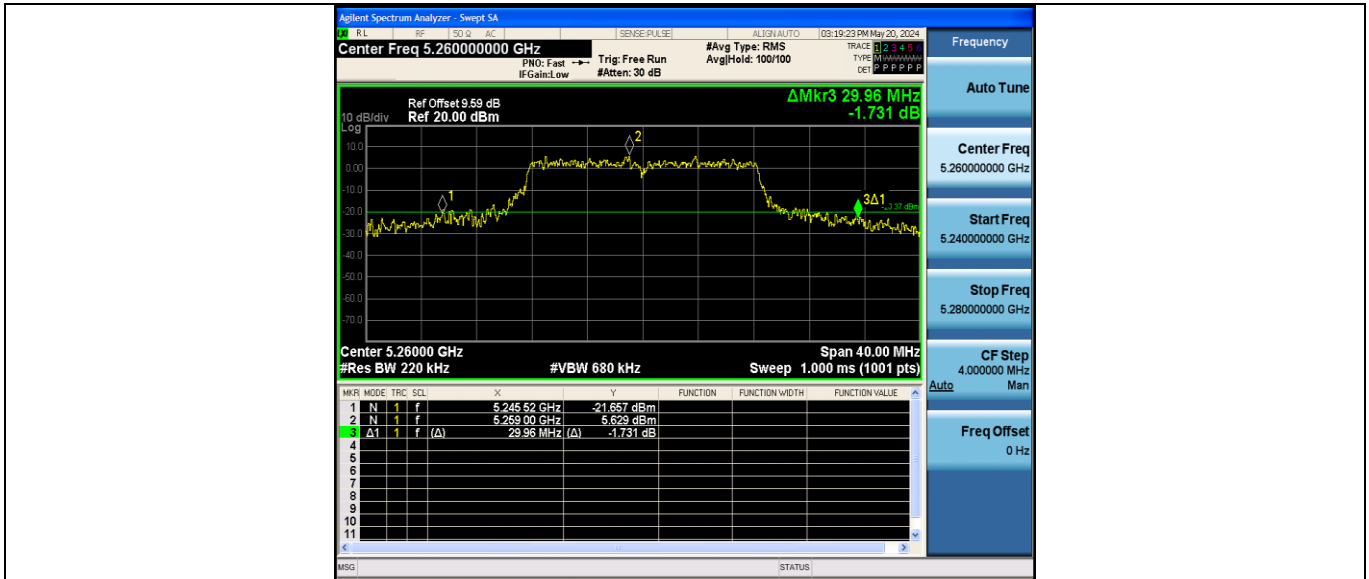 Agilent Spectrum Analyzer - Swept SA
LXI RL RF 50 Ω AC SENSE:PULSE ALIGNAUTO 03:19:23 PM May 20, 2024
Center Freq 5.260000000 GHz #Avg Type: RMS TRACE 1 2 3 4 5 6
PNO: Fast Trig: Free Run Avg|Hold: 100/100 TYPE M WWWWW
IFGain:Low #Atten: 30 dB DET P P P P P P
ΔMkr3 29.96 MHz
Ref Offset 9.59 dB
10 dB/div Ref 20.00 dBm -1.731 dB
Log
10.0
0.00
-10.0
-20.0
-30.0
-40.0
-50.0
-60.0
-70.0
1
2
3Δ1
Center 5.26000 GHz Span 40.00 MHz
#Res BW 220 kHz #VBW 680 kHz Sweep 1.000 ms (1001 pts)
MKR MODE TRC SCL X Y FUNCTION FUNCTION WIDTH FUNCTION VALUE
1 N 1 f 5.245 52 GHz -21.657 dBm
2 N 1 f 5.259 00 GHz 5.629 dBm
3 Δ1 1 f (Δ) 29.96 MHz (Δ) -1.731 dB
4
5
6
7
8
9
10
11
MSG STATUS
Frequency
Auto Tune
Center Freq
5.260000000 GHz
Start Freq
5.240000000 GHz
Stop Freq
5.280000000 GHz
CF Step
4.000000 MHz
Auto Man
Freq Offset
0 Hz